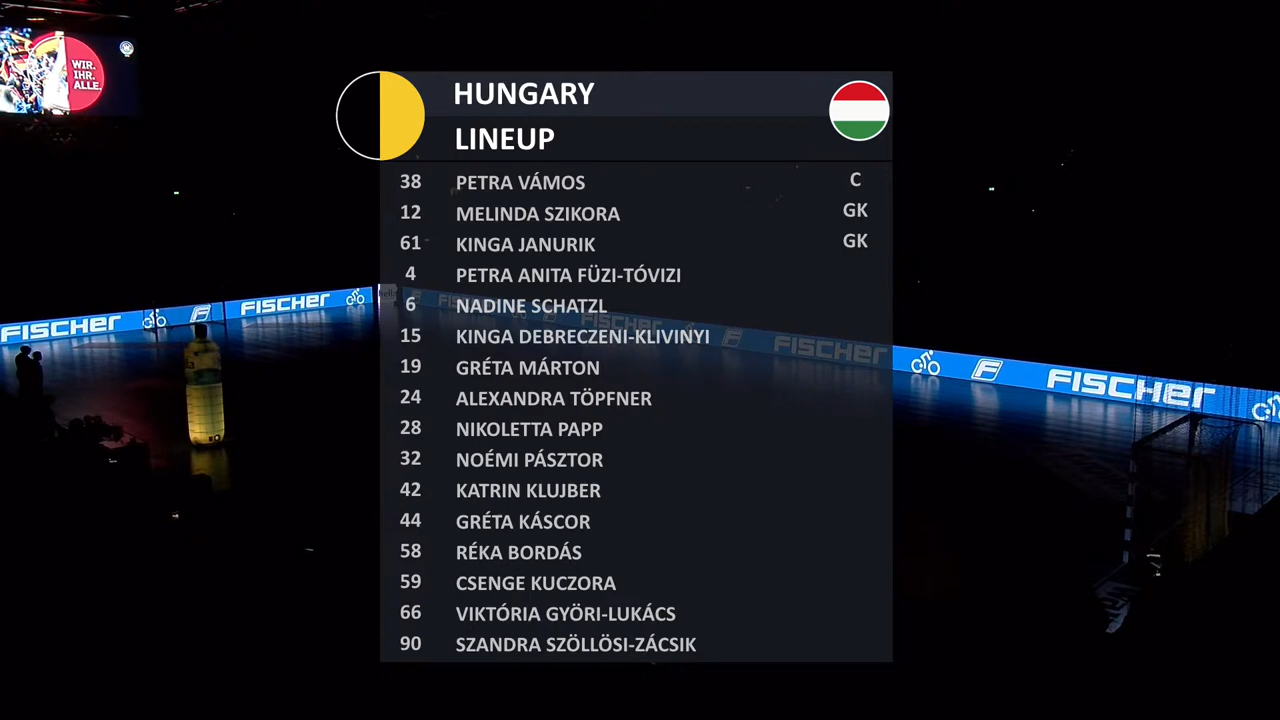 WIR.
IHR.
ALLE.
HUNGARY
LINEUP
38 PETRA VÁMOS C
12 MELINDA SZIKORA GK
61 KINGA JANURIK GK
4 PETRA ANITA FÜZI-TÓVIZI
6 NADINE SCHATZL
15 KINGA DEBRECZENI-KLIVINYI
19 GRÉTA MÁRTON
24 ALEXANDRA TÖPFNER
28 NIKOLETTA PAPP
32 NOÉMI PÁSZTOR
42 KATRIN KLUJBER
44 GRÉTA KÁSCOR
58 RÉKA BORDÁS
59 CSENGE KUCZORA
66 VIKTÓRIA GYÖRI-LUKÁCS
90 SZANDRA SZÖLLÖSI-ZÁCSIK
FISCHER F FISCHER FISCHER FISCHER F FISCHER F FISCHER